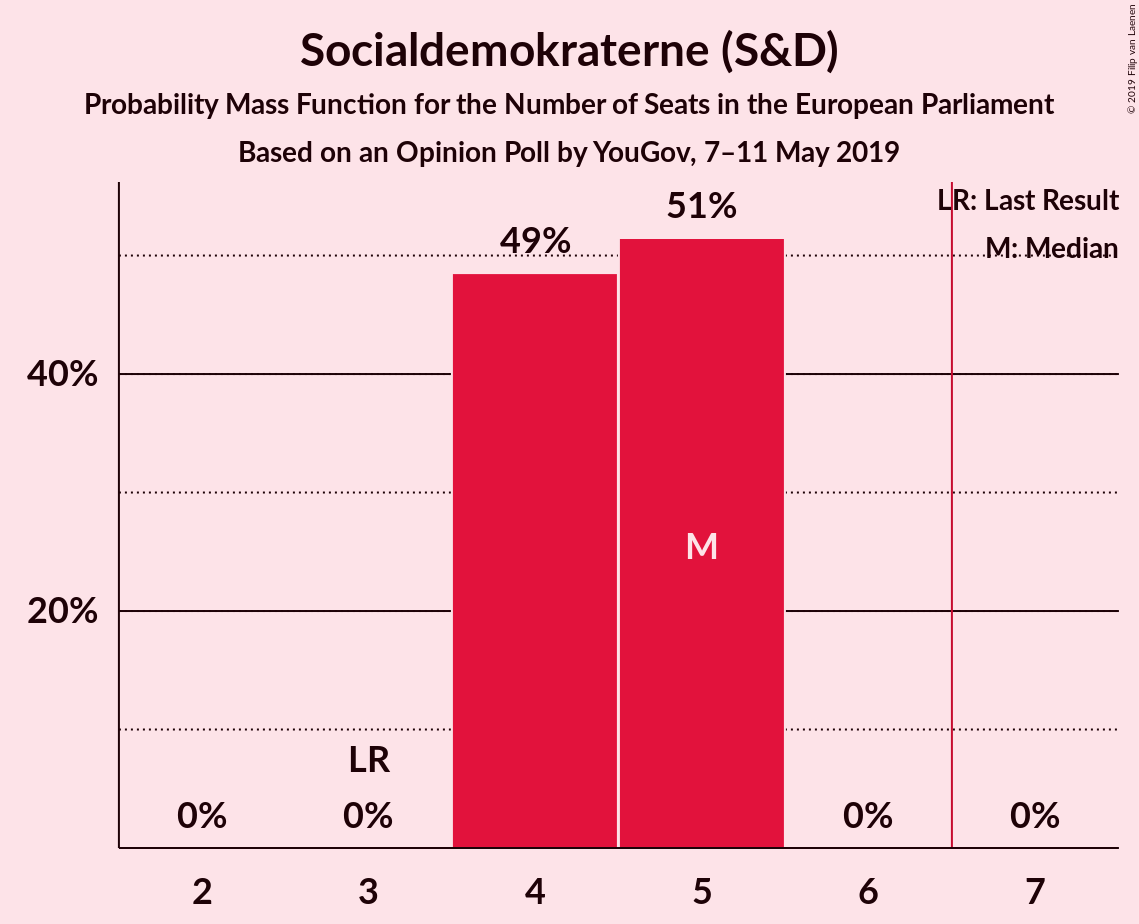 Socialdemokraterne (S&D)
Probability Mass Function for the Number of Seats in the European Parliament
Based on an Opinion Poll by YouGov, 7–11 May 2019
© 2019 Filip van Laenen
LR: Last Result
M: Median
51%
49%
40%
M
20%
LR
0% 0% 0% 0%
2 3 4 5 6 7